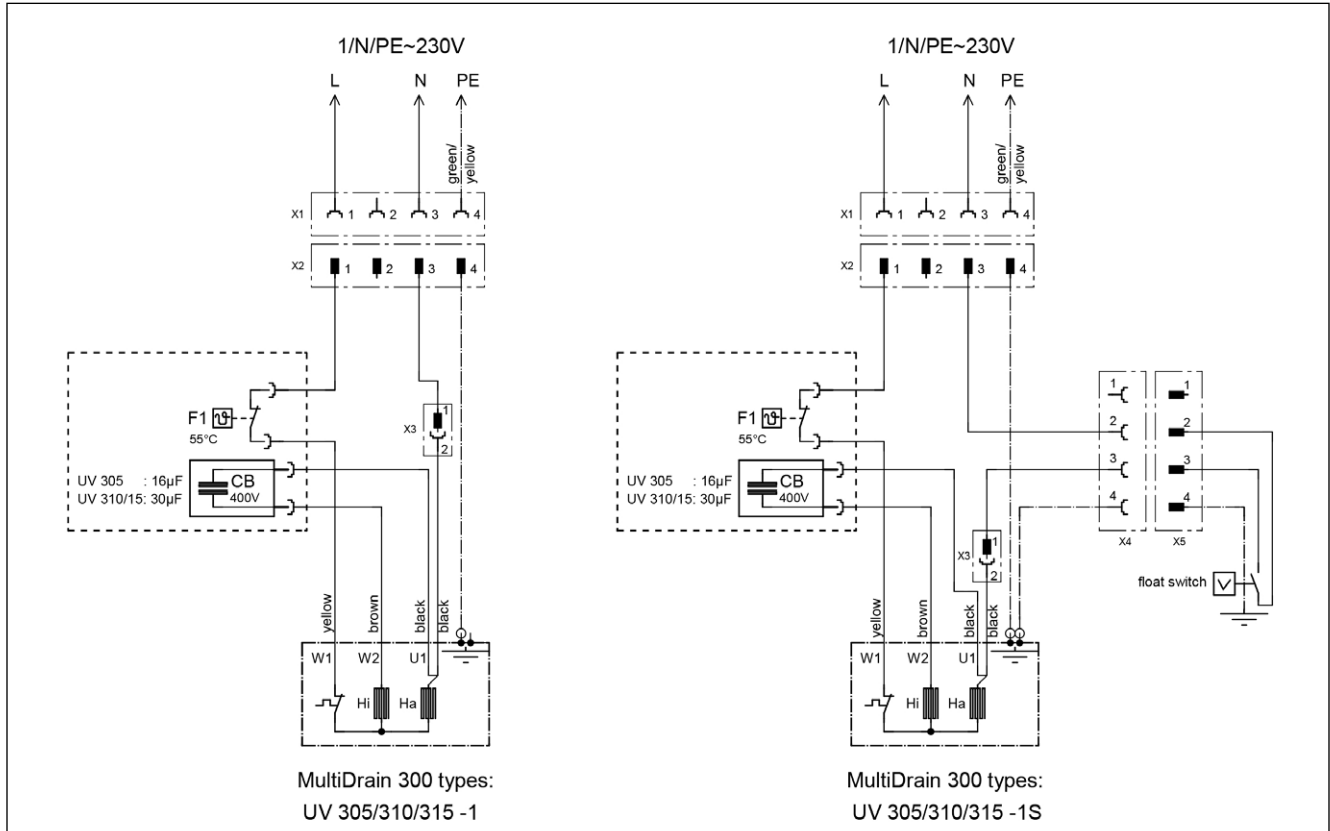 1/N/PE~230V
L N PE
green/
yellow
X1 1 2 3 4
X2 1 2 3 4
F1
55°C
1
X3
2
UV 305 : 16µF
UV 310/15: 30µF
CB
400V
yellow
brown
black
black
W1 W2 U1
Hi Ha
MultiDrain 300 types:
UV 305/310/315 -1
1/N/PE~230V
L N PE
green/
yellow
X1 1 2 3 4
X2 1 2 3 4
F1 ϑ
55°C
UV 305 : 16µF
UV 310/15: 30µF
CB
400V
1 1
2 2
3 3
4 4
X4 X5
1
X3
2
float switch
yellow
brown
black
black
W1 W2 U1
Hi Ha
MultiDrain 300 types:
UV 305/310/315 -1S